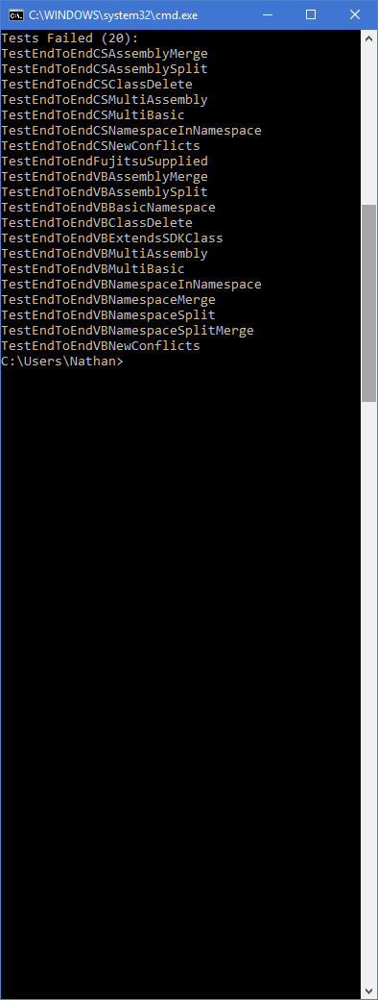 C:\WINDOWS\system32\cmd.exe
Tests Failed (20):
TestEndToEndCSAssemblyMerge
TestEndToEndCSAssemblySplit
TestEndToEndCSClassDelete
TestEndToEndCSMultiAssembly
TestEndToEndCSMultiBasic
TestEndToEndCSNamespaceInNamespace
TestEndToEndCSNewConflicts
TestEndToEndFujitsuSupplied
TestEndToEndVBAssemblyMerge
TestEndToEndVBAssemblySplit
TestEndToEndVBBasicNamespace
TestEndToEndVBClassDelete
TestEndToEndVBExtendsSDKClass
TestEndToEndVBMultiAssembly
TestEndToEndVBMultiBasic
TestEndToEndVBNamespaceInNamespace
TestEndToEndVBNamespaceMerge
TestEndToEndVBNamespaceSplit
TestEndToEndVBNamespaceSplitMerge
TestEndToEndVBNewConflicts
C:\Users\Nathan>